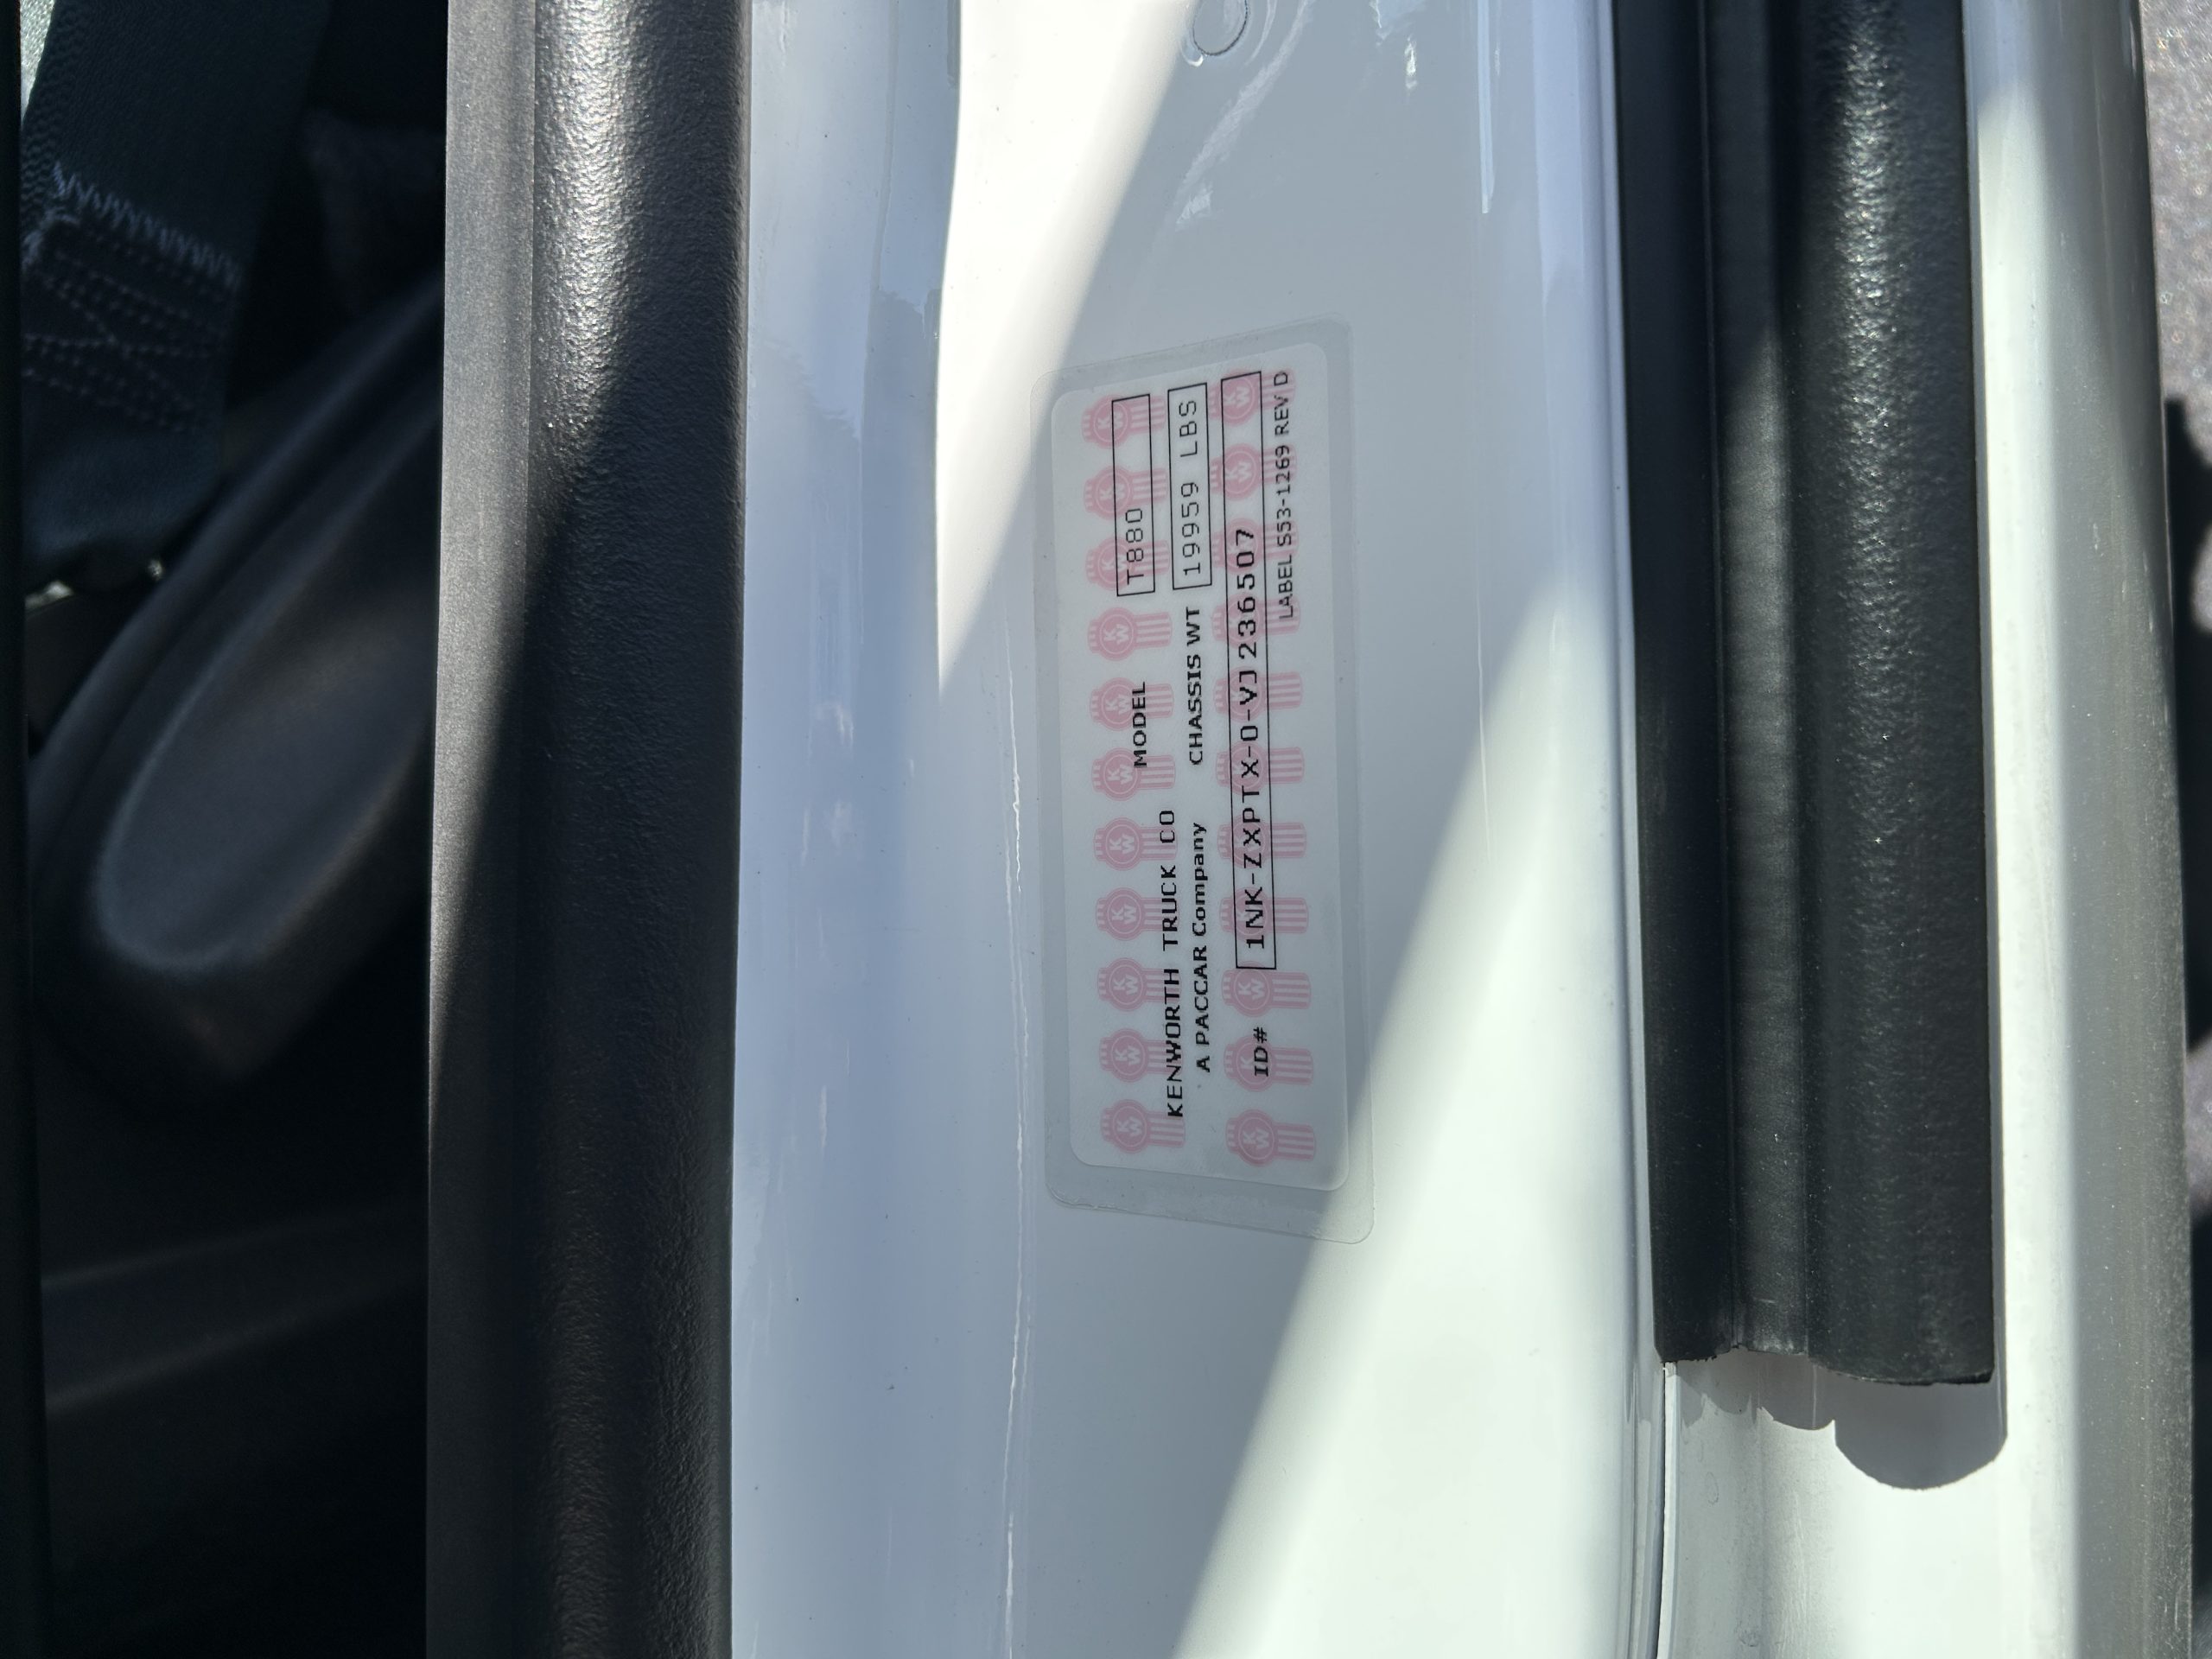 KENWORTH TRUCK CO
A PACCAR Company
MODEL T880
CHASSIS WT 19959 LBS
ID# 1NK-ZXPTX-0-VJ236507
LABEL S53-1269 REV D